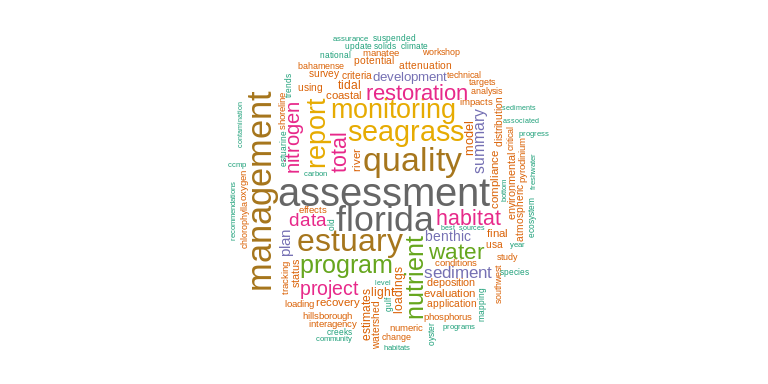 assurance
suspended
update
solids
climate
national
manatee
workshop
bahamense
potential
attenuation
trends
survey
criteria
development
technical
using
tidal
targets
coastal
restoration
analysis
shoreline
monitoring
impacts
sediments
contamination
management
nitrogen
report
seagrass
model
distribution
associated
estuarine
total
river
quality
summary
critical
progress
ccmp
oxygen
carbon
compliance
environmental
pyrodinium
freshwater
assessment
bottom
recommendations
chlorophylla
effects
data
old
florida
habitat
atmospheric
ecosystem
plan
estuary
benthic
best
sources
final
usa
year
program
nutrient
water
conditions
study
tracking
status
sediment
species
southwest
project
level
light
loadings
deposition
evaluation
mapping
loading
recovery
gulf
application
hillsborough
estimates
phosphorus
interagency
watershed
numeric
programs
creeks
change
oyster
community
habitats